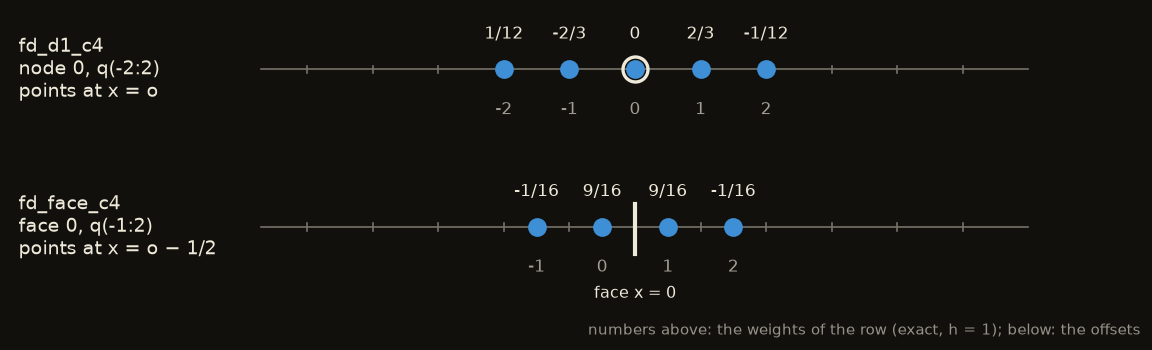 1/12 -2/3 0 2/3 -1/12
fd_d1_c4
node 0, q(-2:2)
points at x = o
-2 -1 0 1 2
-1/16 9/16 9/16 -1/16
fd_face_c4
face 0, q(-1:2)
points at x = o − 1/2
-1 0 1 2
face x = 0
numbers above: the weights of the row (exact, h = 1); below: the offsets